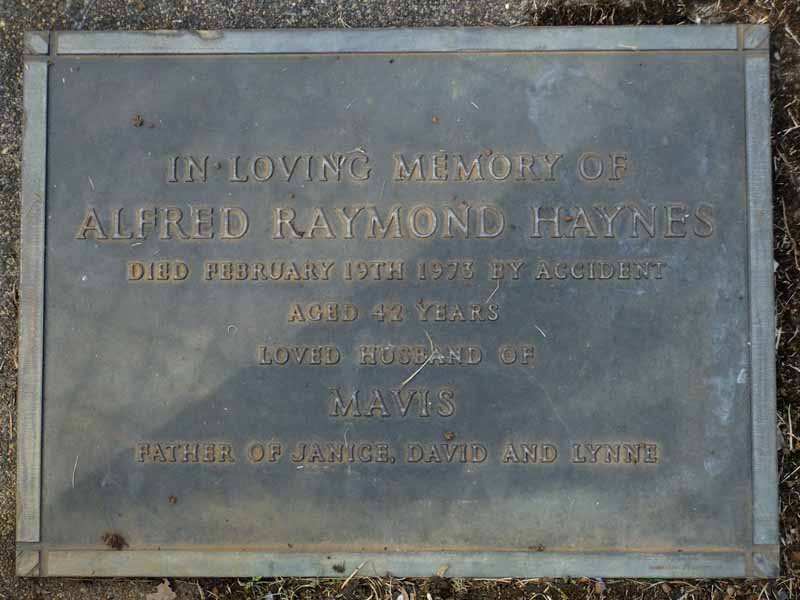 IN LOVING MEMORY OF
ALFRED RAYMOND HAYNES
DIED FEBRUARY 19TH 1973 BY ACCIDENT
AGED 42 YEARS
LOVED HUSBAND OF
MAVIS
FATHER OF JANICE, DAVID AND LYNNE